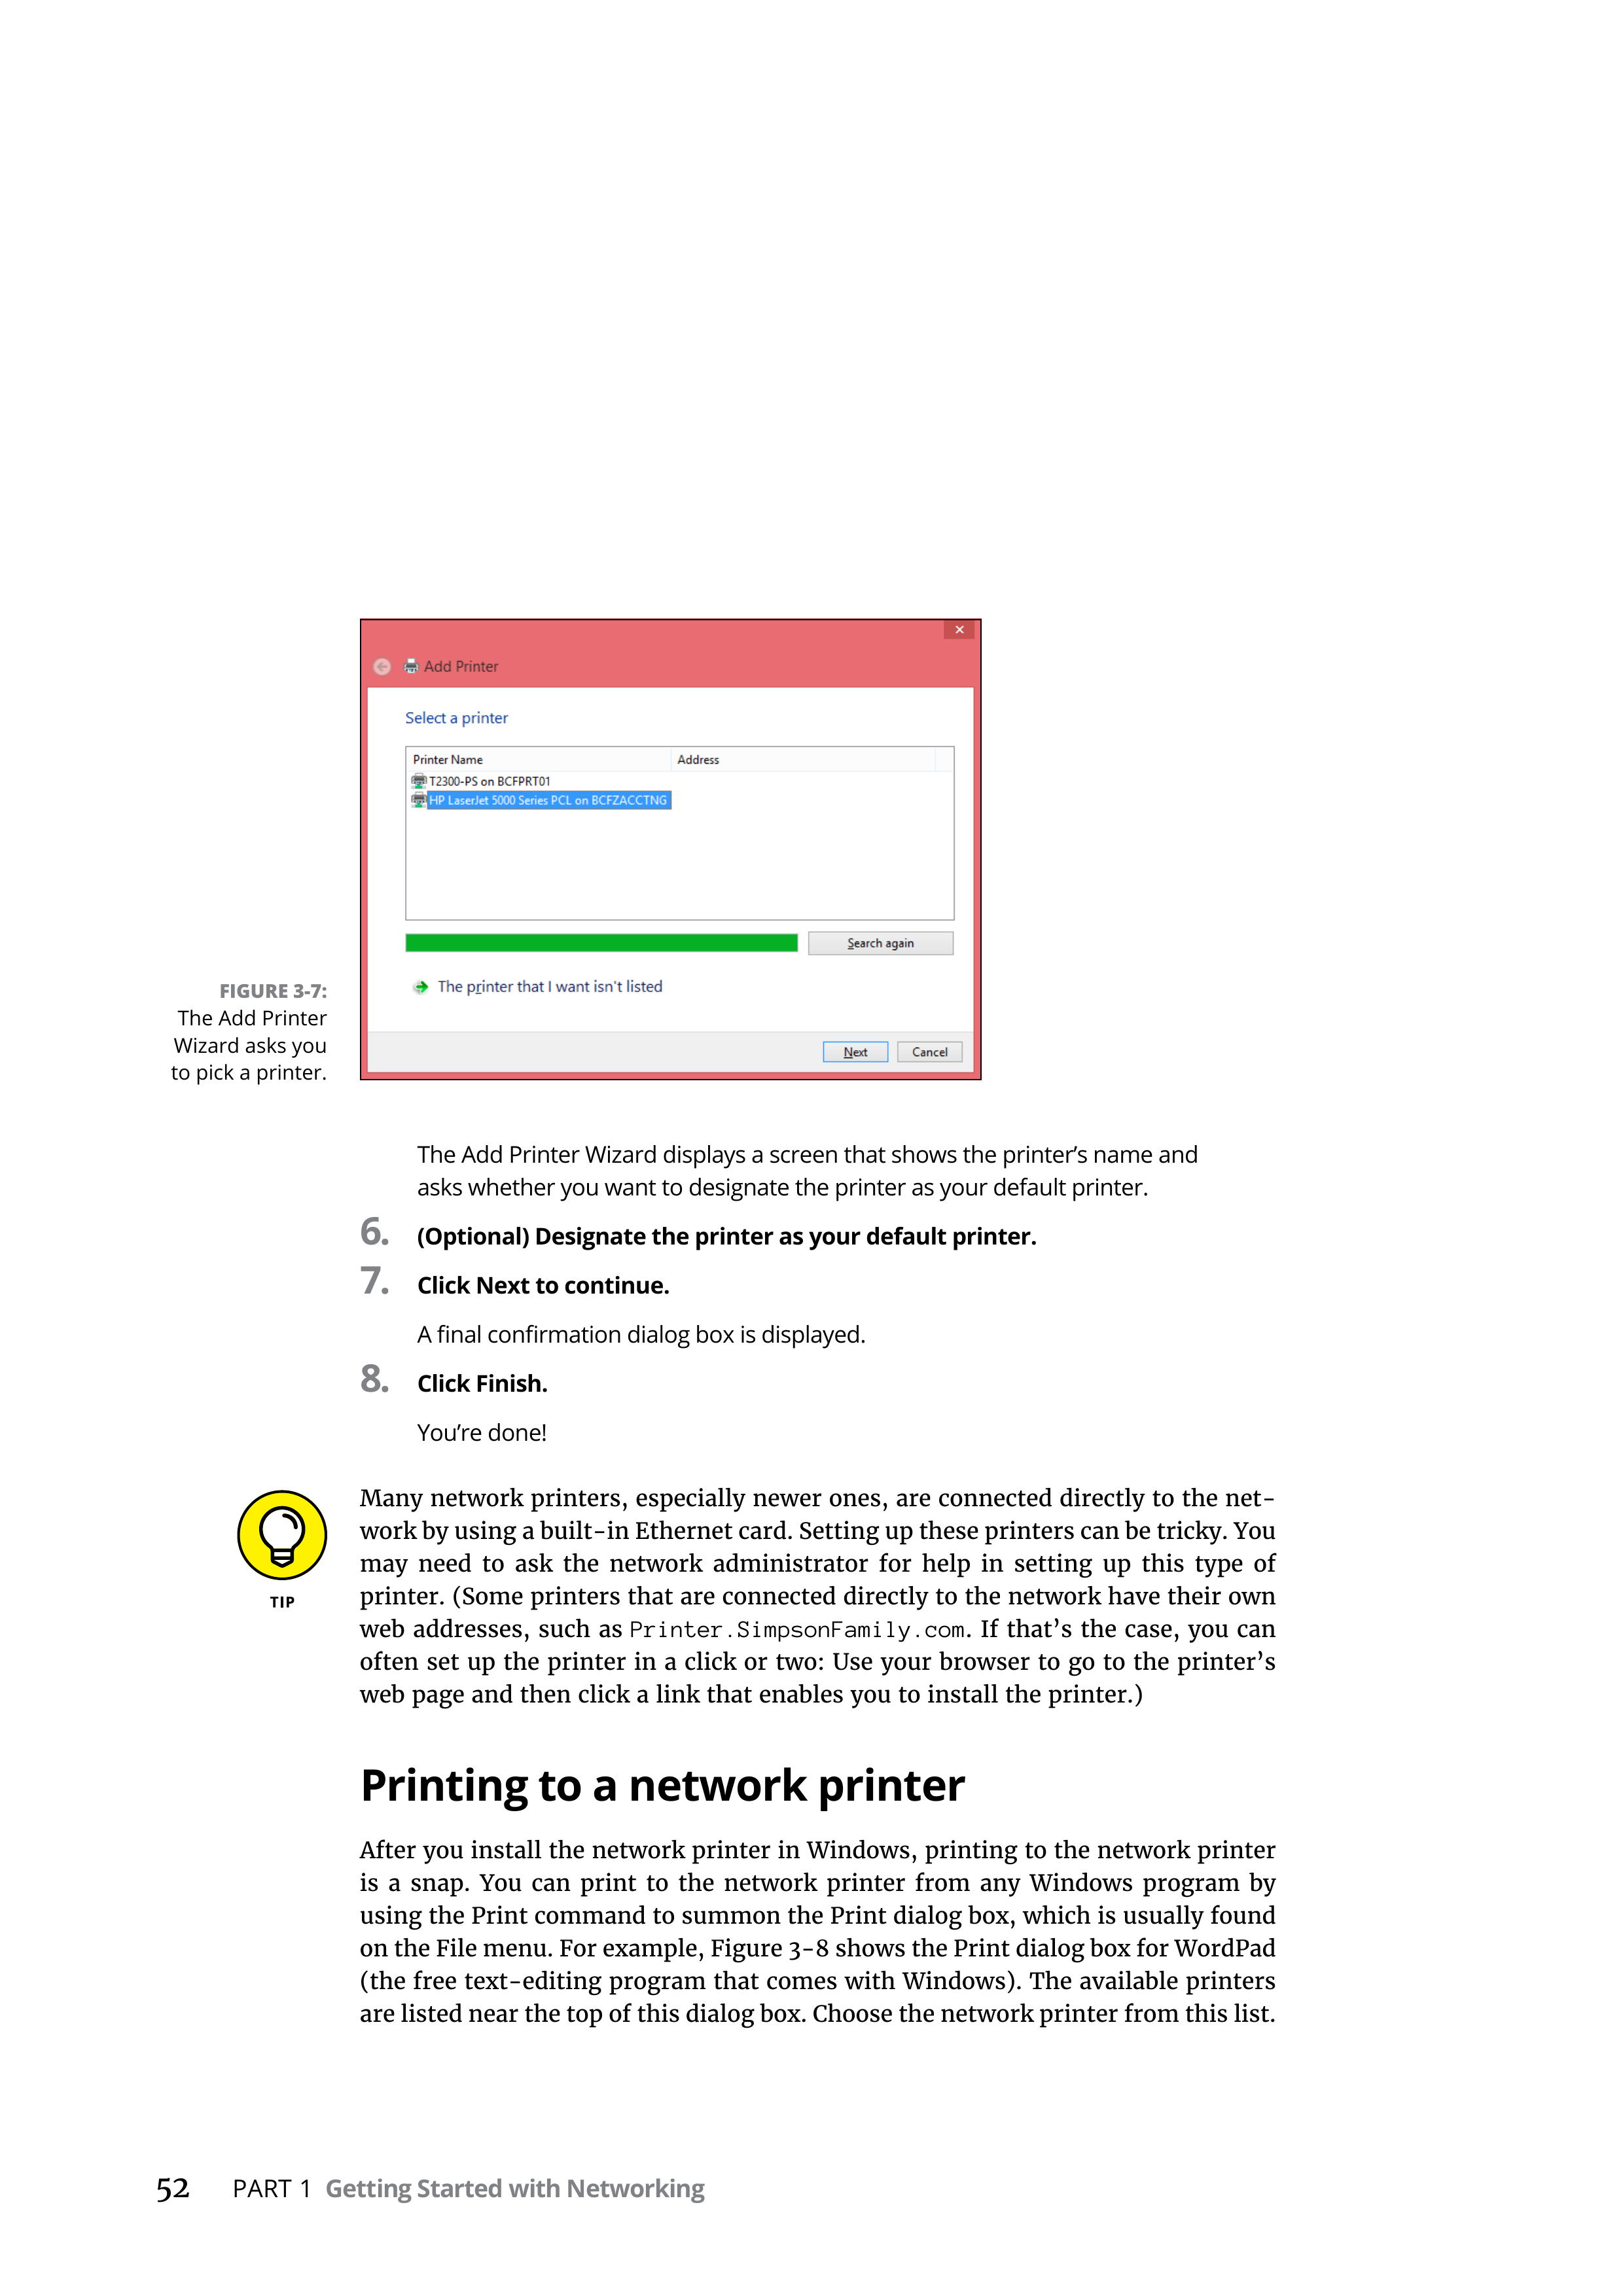 Add Printer
Select a printer
Printer Name Address
T2300-PS on BCFPRT01
HP LaserJet 5000 Series PCL on BCFZACCTNG
Search again
The printer that I want isn't listed
Next Cancel
FIGURE 3-7:
The Add Printer
Wizard asks you
to pick a printer.
The Add Printer Wizard displays a screen that shows the printer’s name and
asks whether you want to designate the printer as your default printer.
6. (Optional) Designate the printer as your default printer.
7. Click Next to continue.
A final confirmation dialog box is displayed.
8. Click Finish.
You’re done!
TIP
Many network printers, especially newer ones, are connected directly to the net-
work by using a built-in Ethernet card. Setting up these printers can be tricky. You
may need to ask the network administrator for help in setting up this type of
printer. (Some printers that are connected directly to the network have their own
web addresses, such as Printer.SimpsonFamily.com. If that’s the case, you can
often set up the printer in a click or two: Use your browser to go to the printer’s
web page and then click a link that enables you to install the printer.)
Printing to a network printer
After you install the network printer in Windows, printing to the network printer
is a snap. You can print to the network printer from any Windows program by
using the Print command to summon the Print dialog box, which is usually found
on the File menu. For example, Figure 3-8 shows the Print dialog box for WordPad
(the free text-editing program that comes with Windows). The available printers
are listed near the top of this dialog box. Choose the network printer from this list.
52 PART 1 Getting Started with Networking